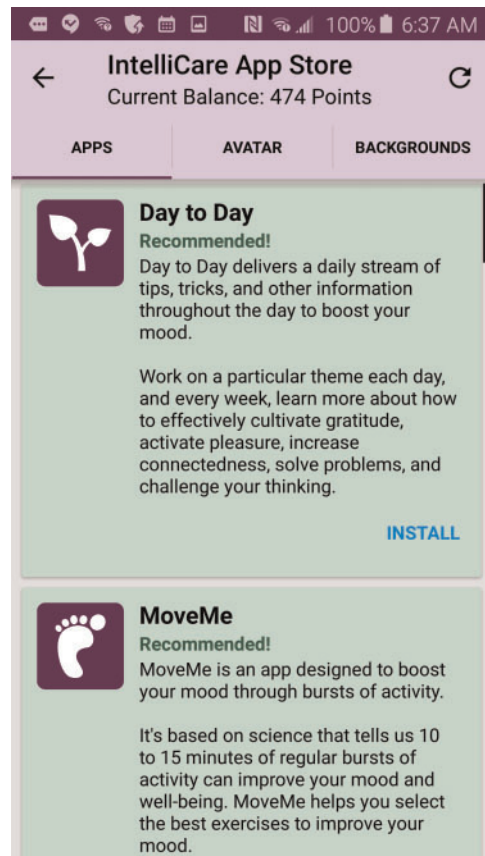 100% 6:37 AM
IntelliCare App Store
Current Balance: 474 Points
APPS AVATAR BACKGROUNDS
Day to Day
Recommended!
Day to Day delivers a daily stream of
tips, tricks, and other information
throughout the day to boost your
mood.
Work on a particular theme each day,
and every week, learn more about how
to effectively cultivate gratitude,
activate pleasure, increase
connectedness, solve problems, and
challenge your thinking.
INSTALL
MoveMe
Recommended!
MoveMe is an app designed to boost
your mood through bursts of activity.
It's based on science that tells us 10
to 15 minutes of regular bursts of
activity can improve your mood and
well-being. MoveMe helps you select
the best exercises to improve your
mood.